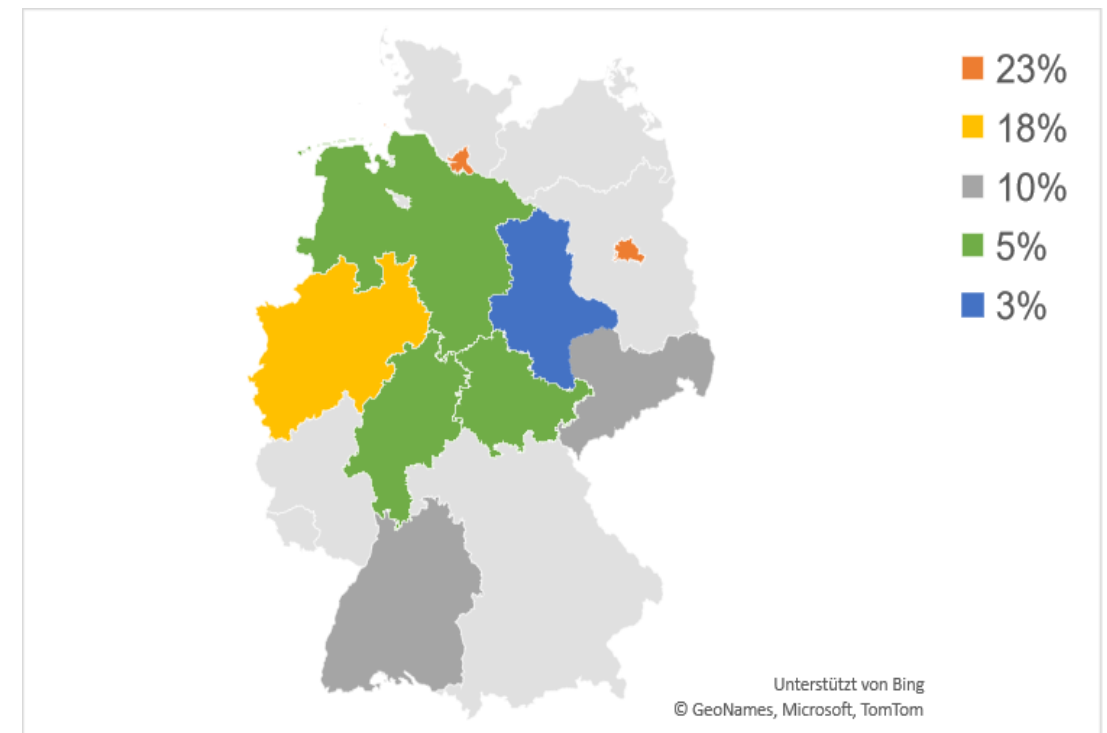 23%
18%
10%
5%
3%
Unterstützt von Bing
© GeoNames, Microsoft, TomTom